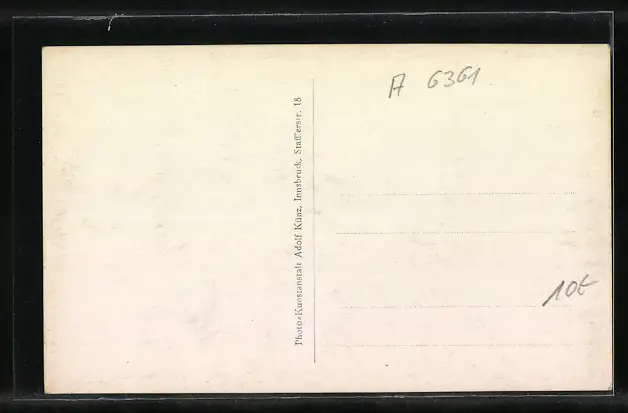 Photo-Kunstanstalt Adolf Künz, Innsbruck, Stafflerstr. 18
A 6361
10€